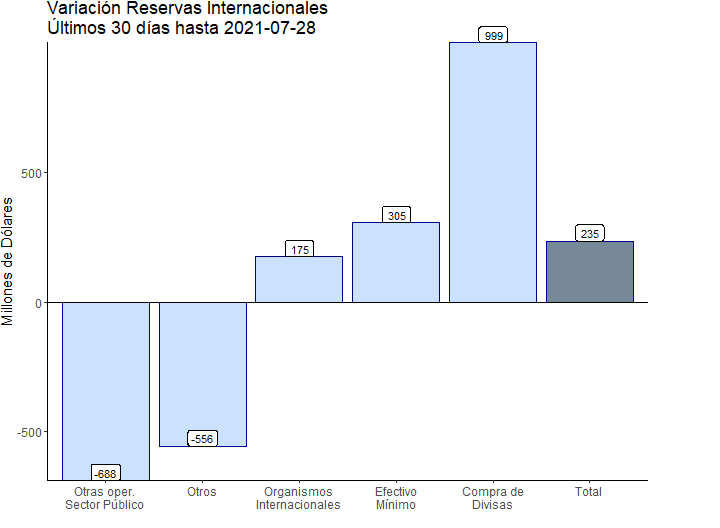 Variación Reservas Internacionales
Últimos 30 días hasta 2021-07-28
Millones de Dólares
500
0
-500
-688
-556
175
305
999
235
Otras oper.
Sector Público
Otros
Organismos
Internacionales
Efectivo
Mínimo
Compra de
Divisas
Total